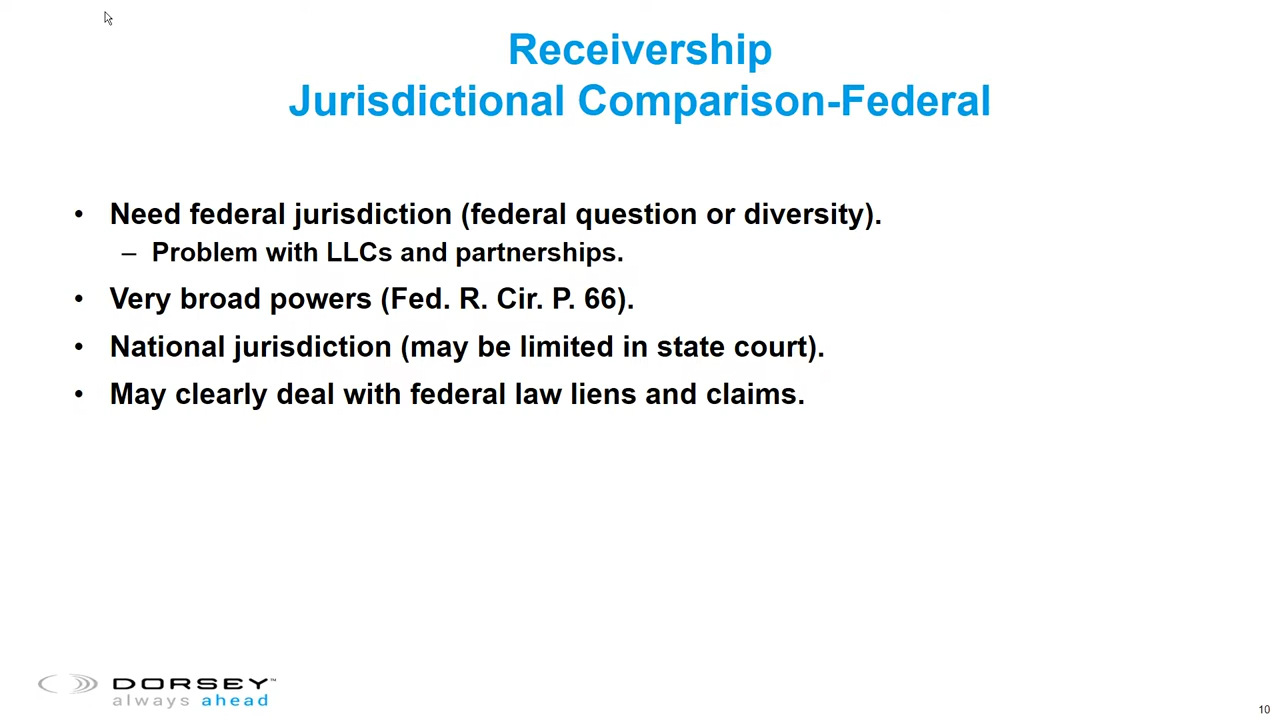 Receivership
Jurisdictional Comparison-Federal
• Need federal jurisdiction (federal question or diversity).
– Problem with LLCs and partnerships.
• Very broad powers (Fed. R. Cir. P. 66).
• National jurisdiction (may be limited in state court).
• May clearly deal with federal law liens and claims.
DORSEY™
always ahead
10